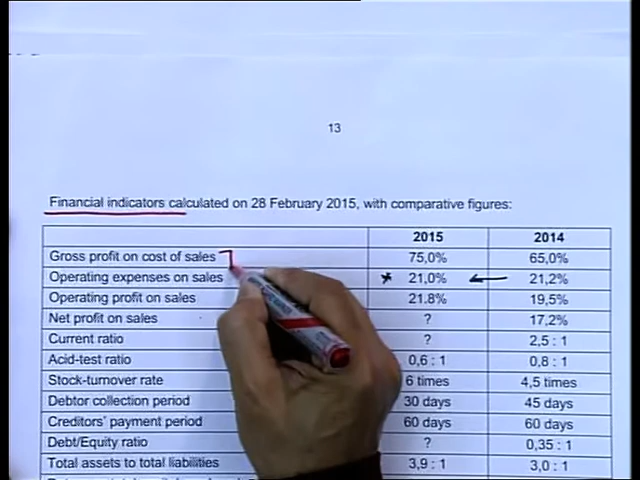 13
Financial indicators calculated on 28 February 2015, with comparative figures:
2015 2014
Gross profit on cost of sales 75,0% 65,0%
Operating expenses on sales * 21,0% 21,2%
Operating profit on sales 21.8% 19,5%
Net profit on sales ? 17,2%
Current ratio ? 2,5 : 1
Acid-test ratio 0,6 : 1 0,8 : 1
Stock-turnover rate 6 times 4,5 times
Debtor collection period 30 days 45 days
Creditors' payment period 60 days 60 days
Debt/Equity ratio ? 0,35 : 1
Total assets to total liabilities 3,9 : 1 3,0 : 1